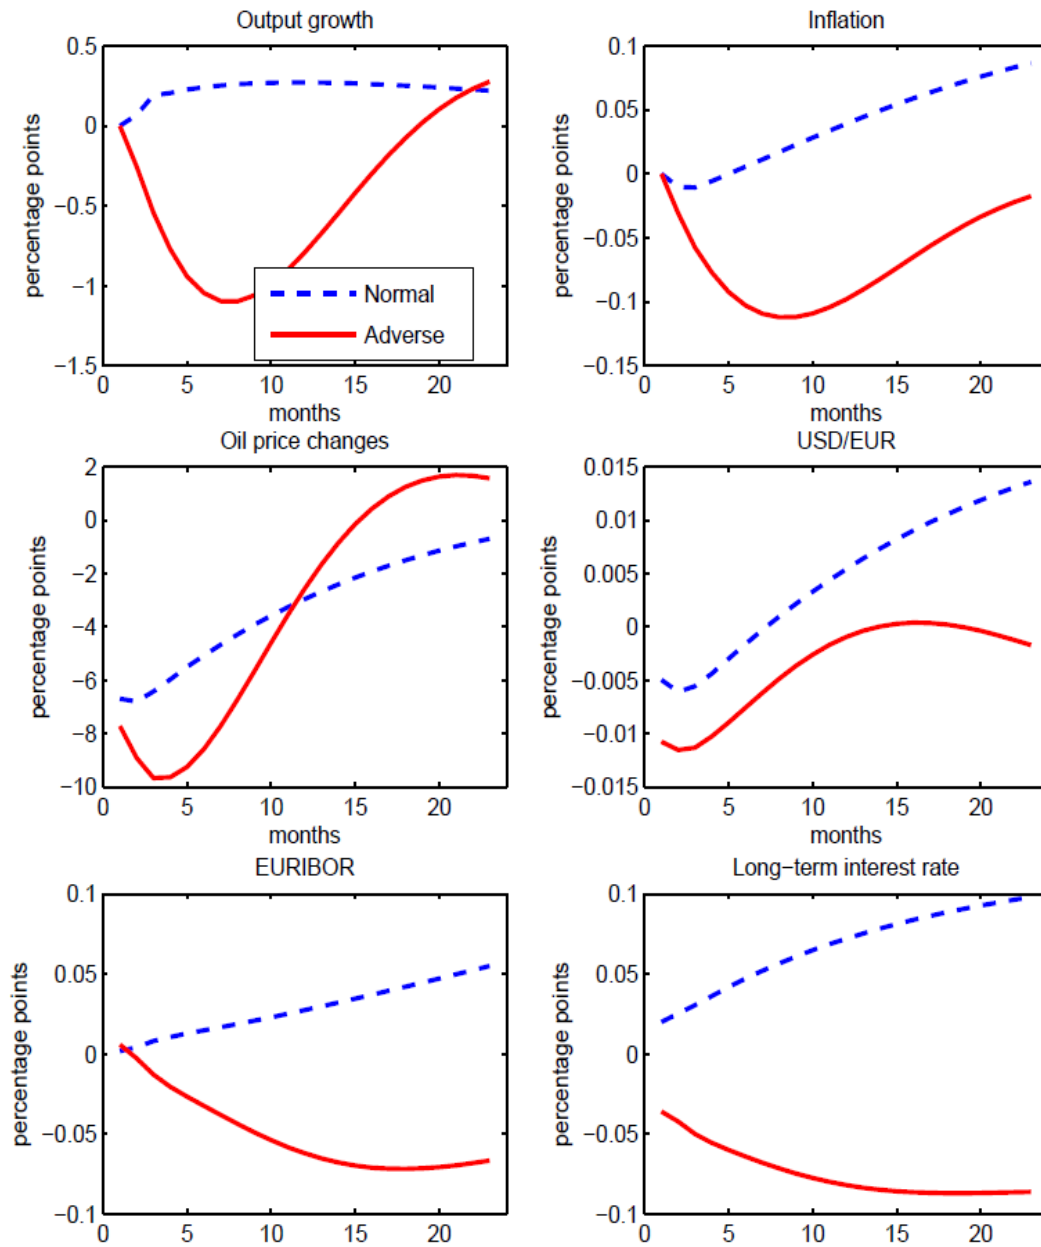 Output growth
percentage points
0.5
0
−0.5
−1
−1.5
0 5 10 15 20
months
Normal
Adverse
Inflation
percentage points
0.1
0.05
0
−0.05
−0.1
−0.15
0 5 10 15 20
months
Oil price changes
percentage points
2
0
−2
−4
−6
−8
−10
0 5 10 15 20
months
USD/EUR
percentage points
0.015
0.01
0.005
0
−0.005
−0.01
−0.015
0 5 10 15 20
months
EURIBOR
percentage points
0.1
0.05
0
−0.05
−0.1
0 5 10 15 20
Long−term interest rate
percentage points
0.1
0.05
0
−0.05
−0.1
0 5 10 15 20